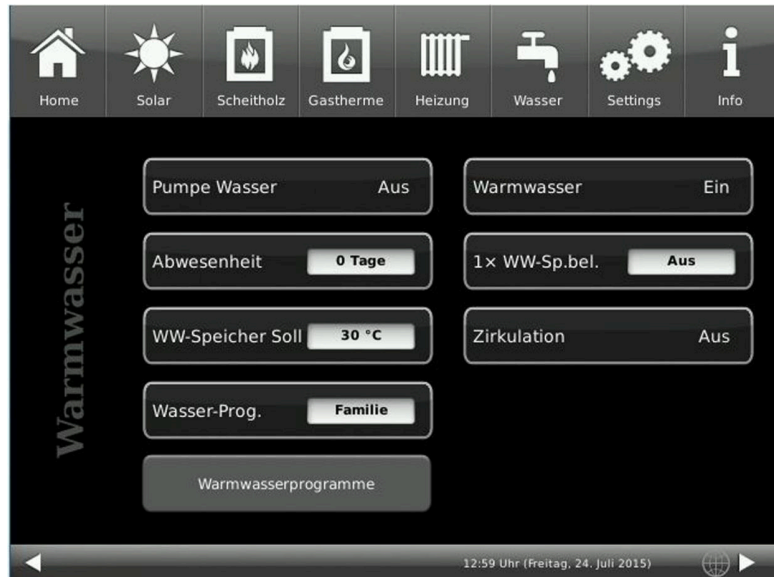 Home Solar Scheitholz Gastherme Heizung Wasser Settings Info
Warmwasser
Pumpe Wasser Aus
Warmwasser Ein
Abwesenheit 0 Tage
1× WW-Sp.bel. Aus
WW-Speicher Soll 30 °C
Zirkulation Aus
Wasser-Prog. Familie
Warmwasserprogramme
12:59 Uhr (Freitag, 24. Juli 2015)